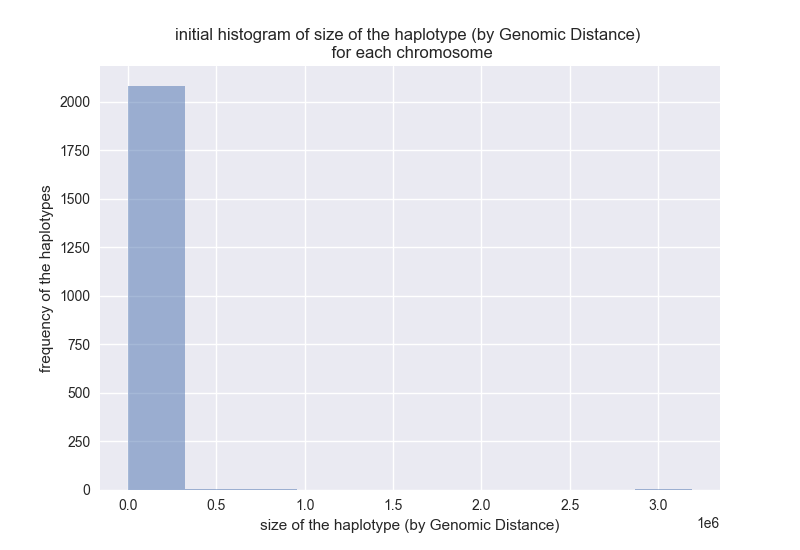 initial histogram of size of the haplotype (by Genomic Distance)
for each chromosome
frequency of the haplotypes
2000
1750
1500
1250
1000
750
500
250
0
0.0 0.5 1.0 1.5 2.0 2.5 3.0
1e6
size of the haplotype (by Genomic Distance)